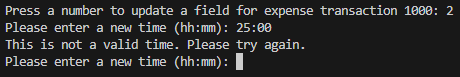 Press a number to update a field for expense transaction 1000: 2
Please enter a new time (hh:mm): 25:00
This is not a valid time. Please try again.
Please enter a new time (hh:mm):